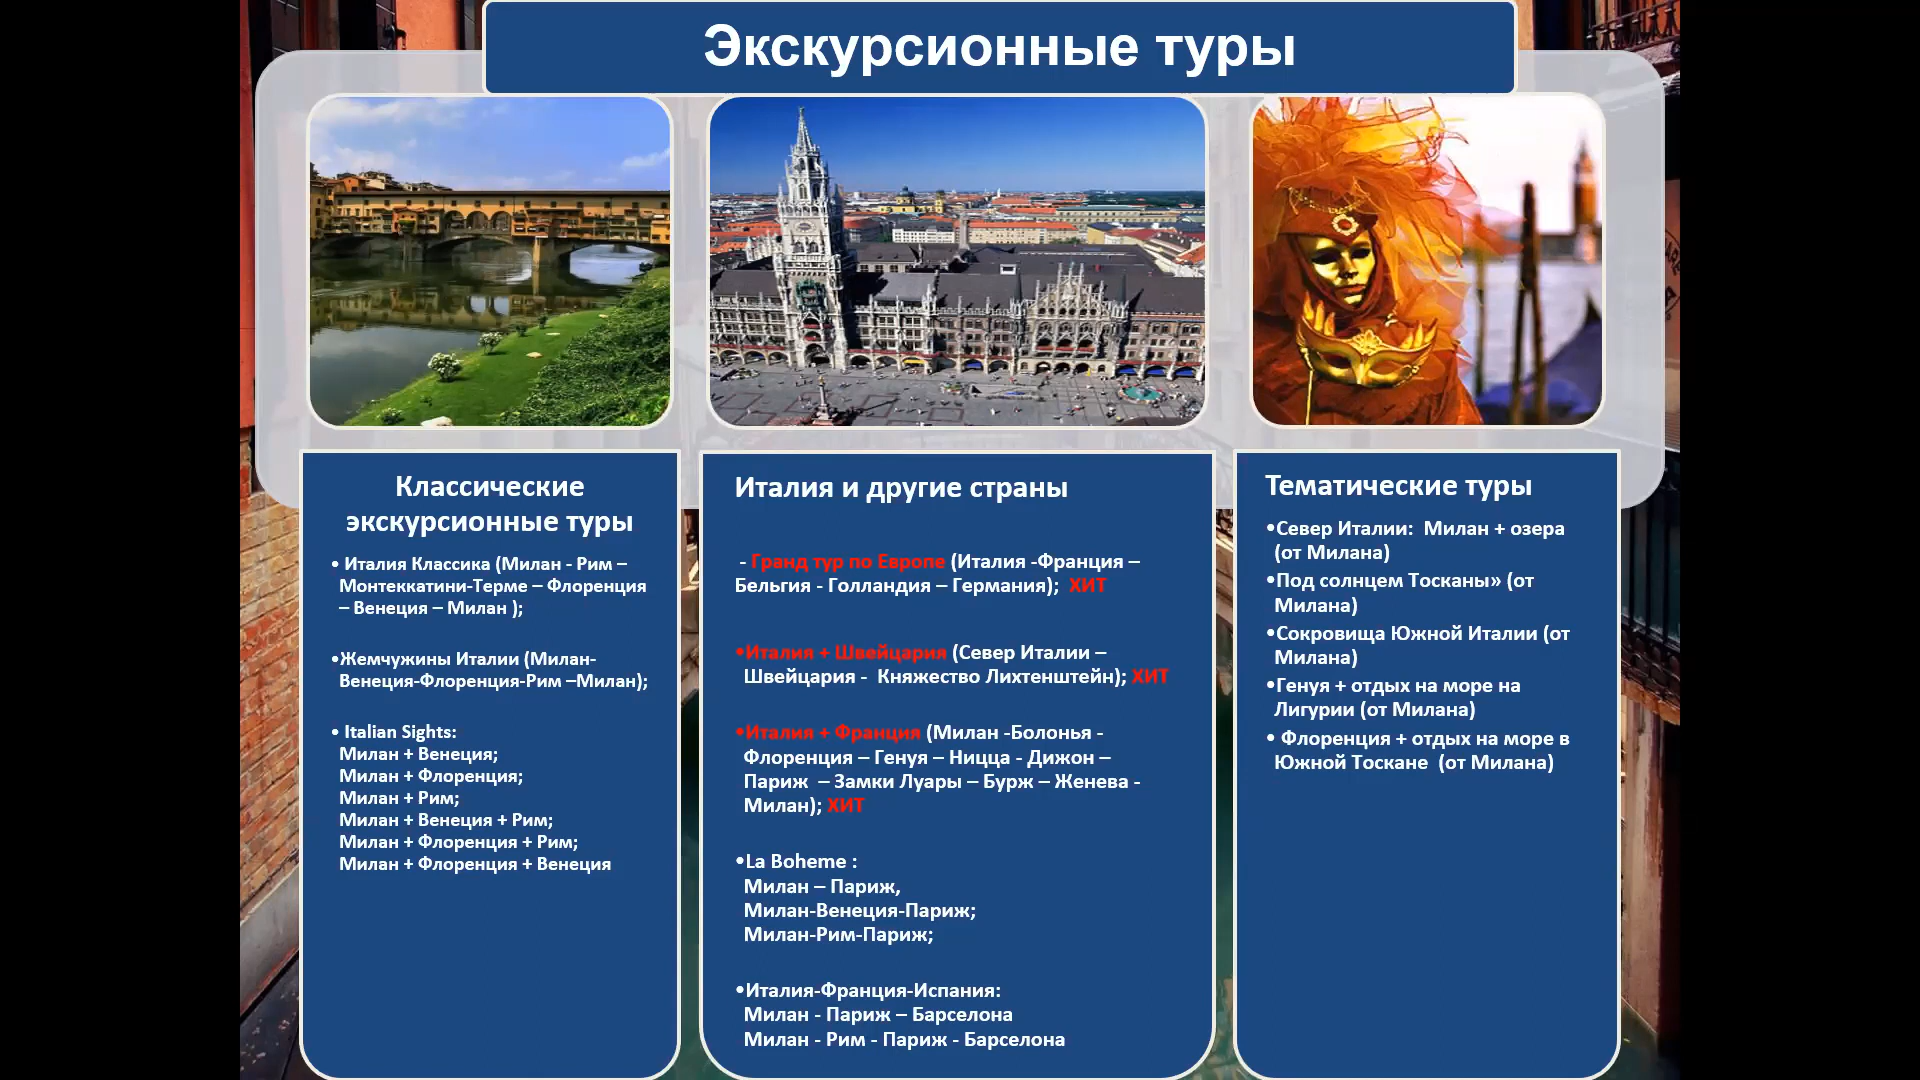 Экскурсионные туры
Классические
экскурсионные туры
• Италия Классика (Милан - Рим –
Монтеккатини-Терме – Флоренция
– Венеция – Милан );
•Жемчужины Италии (Милан-
Венеция-Флоренция-Рим –Милан);
• Italian Sights:
Милан + Венеция;
Милан + Флоренция;
Милан + Рим;
Милан + Венеция + Рим;
Милан + Флоренция + Рим;
Милан + Флоренция + Венеция
Италия и другие страны
- Гранд тур по Европе (Италия -Франция –
Бельгия - Голландия – Германия); ХИТ
•Италия + Швейцария (Север Италии –
Швейцария - Княжество Лихтенштейн); ХИТ
•Италия + Франция (Милан -Болонья -
Флоренция – Генуя – Ницца - Дижон –
Париж – Замки Луары – Бурж – Женева -
Милан); ХИТ
•La Boheme :
Милан – Париж,
Милан-Венеция-Париж;
Милан-Рим-Париж;
•Италия-Франция-Испания:
Милан - Париж – Барселона
Милан - Рим - Париж - Барселона
Тематические туры
•Север Италии: Милан + озера
(от Милана)
•Под солнцем Тосканы» (от
Милана)
•Сокровища Южной Италии (от
Милана)
•Генуя + отдых на море на
Лигурии (от Милана)
• Флоренция + отдых на море в
Южной Тоскане (от Милана)